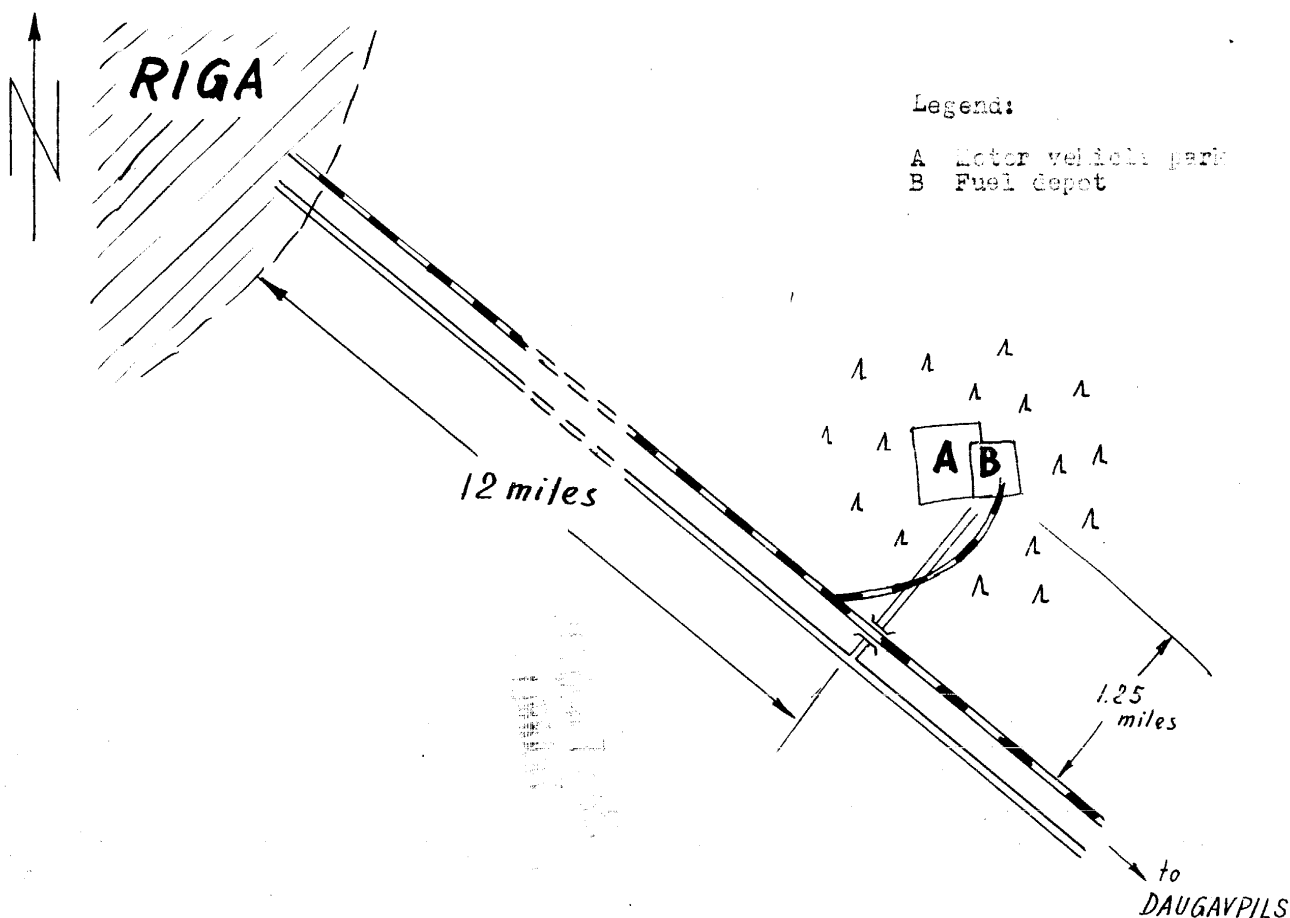 N
RIGA
Legend:
A Motor vehicle park
B Fuel depot
A B
12 miles
1.25
miles
to
DAUGAVPILS